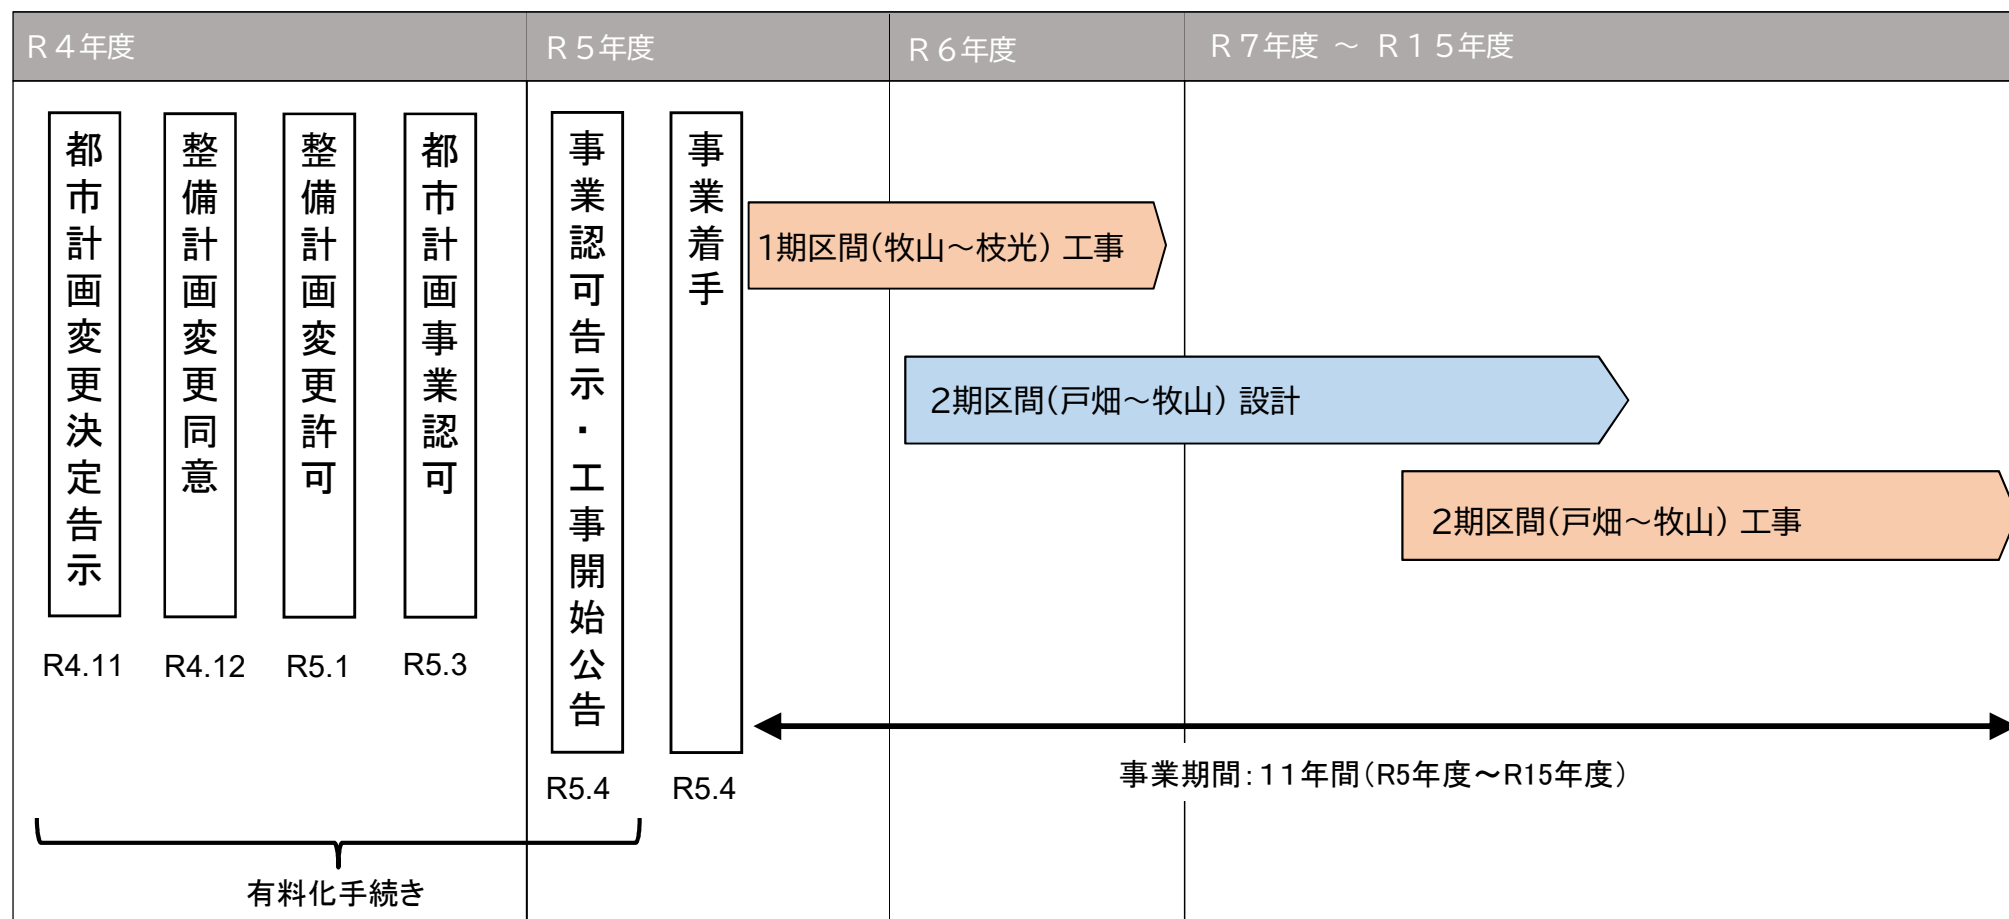 Ｒ４年度
Ｒ５年度
Ｒ６年度
Ｒ７年度 ～ Ｒ１５年度
都市計画変更決定告示
整備計画変更同意
整備計画変更許可
都市計画事業認可
事業認可告示・工事開始公告
事業着手
1期区間(牧山～枝光) 工事
2期区間(戸畑～牧山) 設計
2期区間(戸畑～牧山) 工事
R4.11
R4.12
R5.1
R5.3
R5.4
R5.4
事業期間：11年間(R5年度～R15年度)
有料化手続き